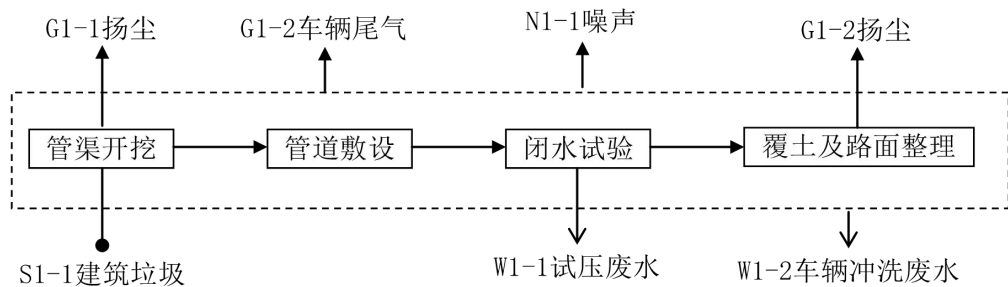 G1-1扬尘
G1-2车辆尾气
N1-1噪声
G1-2扬尘
管渠开挖
管道敷设
闭水试验
覆土及路面整理
S1-1建筑垃圾
W1-1试压废水
W1-2车辆冲洗废水